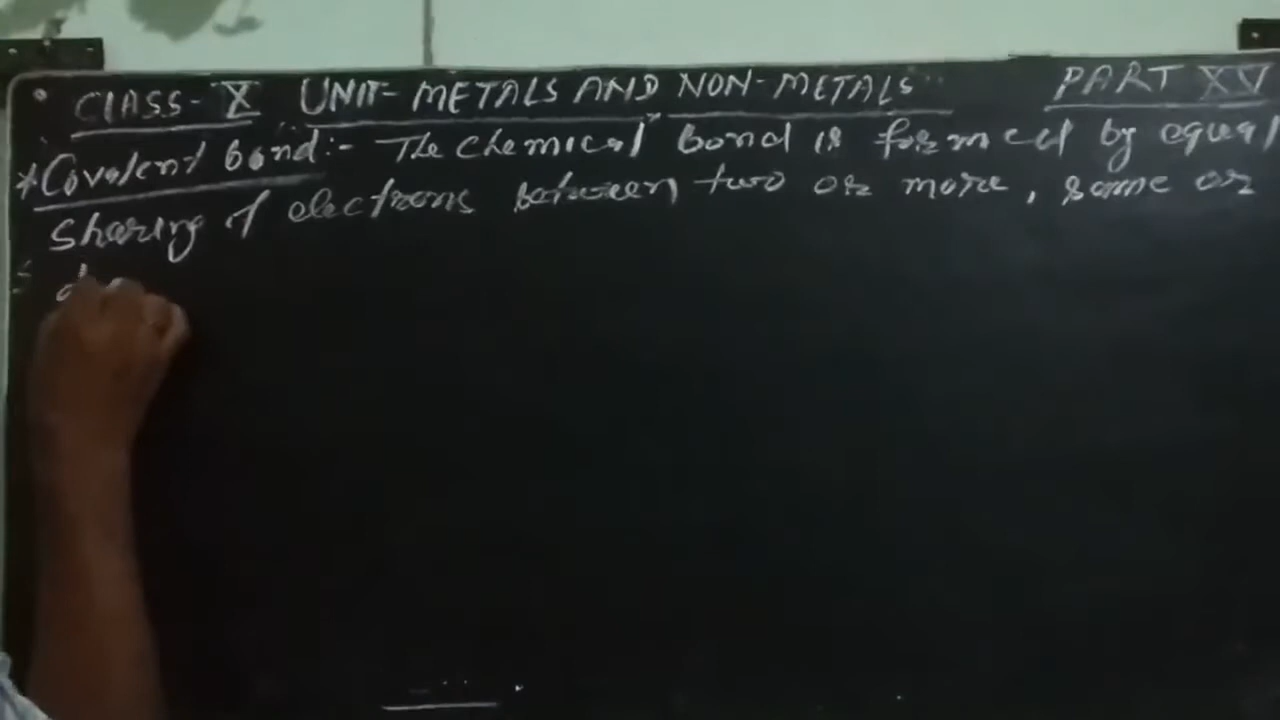 CLASS- X UNIT- METALS AND NON-METALS PART XV
*Covalent bond:- The chemical bond is formed by equal
sharing of electrons between two or more, same or